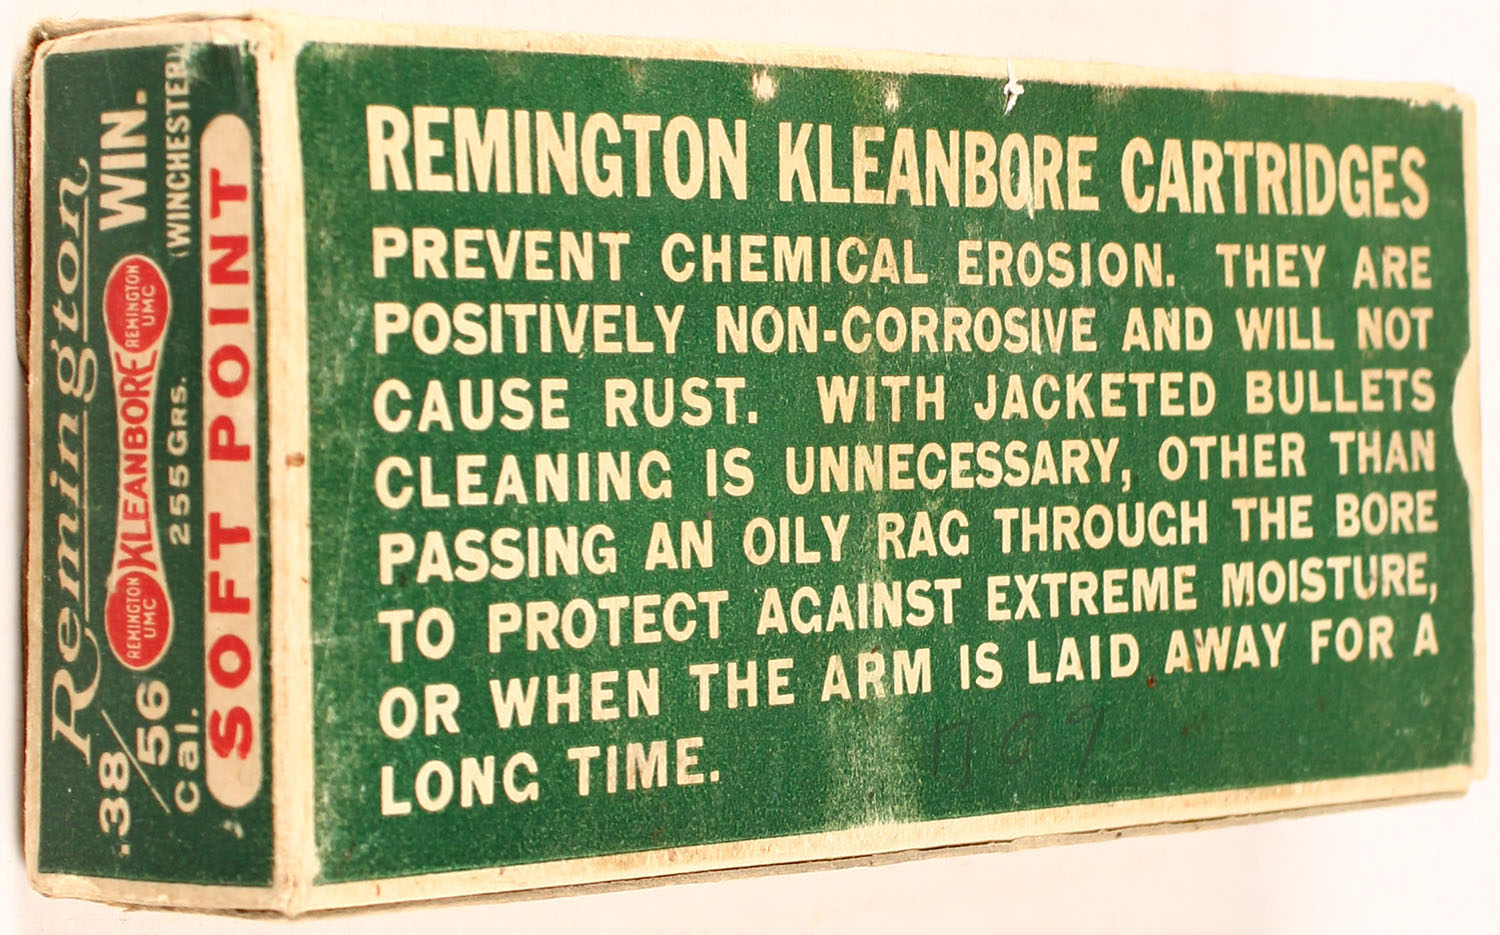 REMINGTON KLEANBORE CARTRIDGES
PREVENT CHEMICAL EROSION. THEY ARE
POSITIVELY NON-CORROSIVE AND WILL NOT
CAUSE RUST. WITH JACKETED BULLETS
CLEANING IS UNNECESSARY, OTHER THAN
PASSING AN OILY RAG THROUGH THE BORE
TO PROTECT AGAINST EXTREME MOISTURE,
OR WHEN THE ARM IS LAID AWAY FOR A
LONG TIME.
Remington
.38/56 WIN.
Cal. (WINCHESTER)
REMINGTON
UMC
KLEANBORE
REMINGTON
UMC
255 GRS.
SOFT POINT